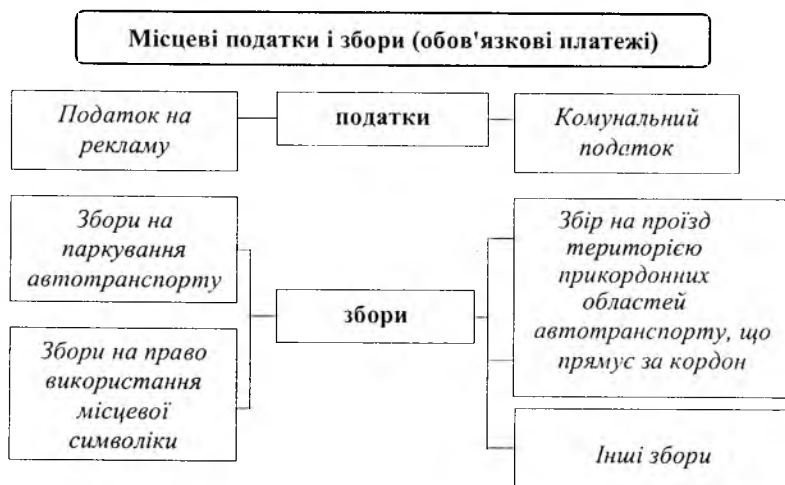 Місцеві податки і збори (обов'язкові платежі)
Податок на
рекламу
податки
Комунальний
податок
Збори на
паркування
автотранспорту
Збори на право
використання
місцевої
символіки
збори
Збір на проїзд
територією
прикордонних
областей
автотранспорту, що
прямує за кордон
Інші збори